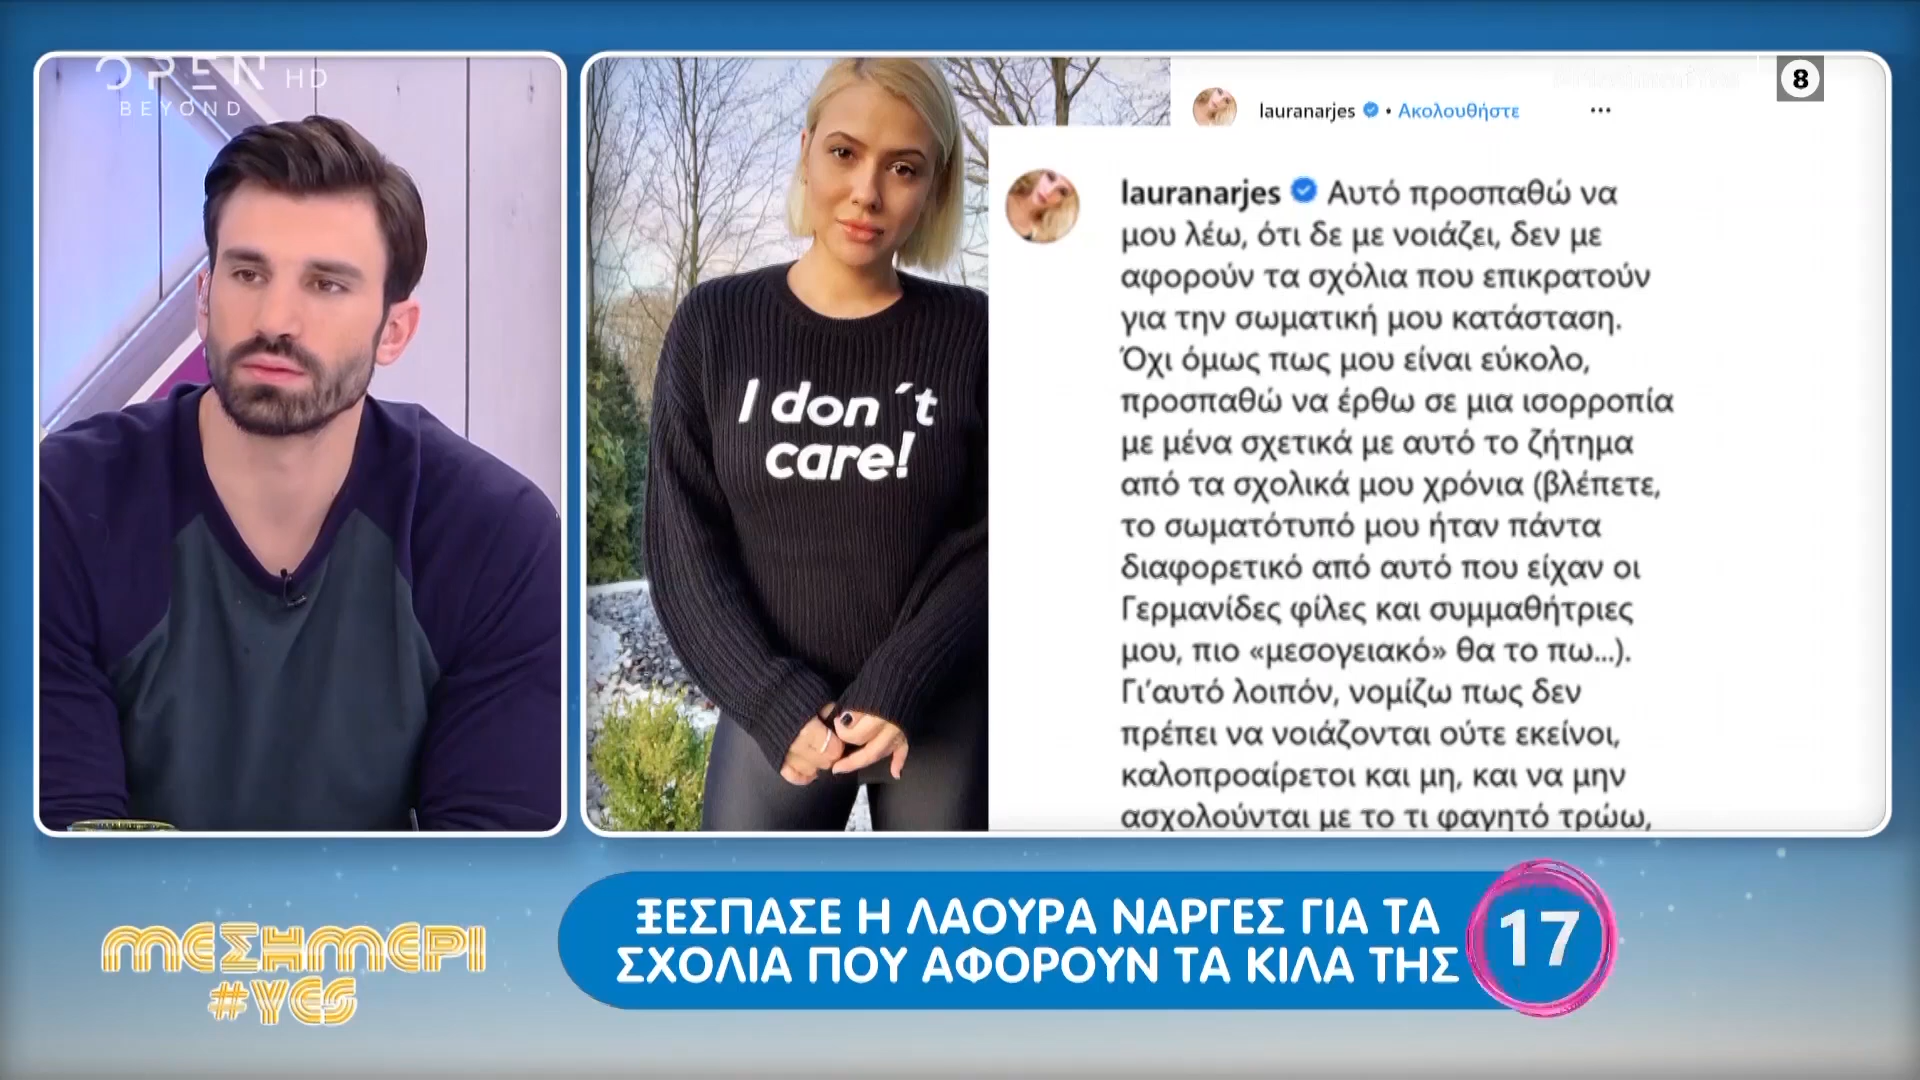 OPEN HD
BEYOND
8
lauranarjes • Ακολουθήστε ...
I don´t
care!
lauranarjes Αυτό προσπαθώ να
μου λέω, ότι δε με νοιάζει, δεν με
αφορούν τα σχόλια που επικρατούν
για την σωματική μου κατάσταση.
Όχι όμως πως μου είναι εύκολο,
προσπαθώ να έρθω σε μια ισορροπία
με μένα σχετικά με αυτό το ζήτημα
από τα σχολικά μου χρόνια (βλέπετε,
το σωματότυπό μου ήταν πάντα
διαφορετικό από αυτό που είχαν οι
Γερμανίδες φίλες και συμμαθήτριες
μου, πιο «μεσογειακό» θα το πω...).
Γι’αυτό λοιπόν, νομίζω πως δεν
πρέπει να νοιάζονται ούτε εκείνοι,
καλοπροαίρετοι και μη, και να μην
ασχολούνται με το τι φαγητό τρώω,
ΞΕΣΠΑΣΕ Η ΛΑΟΥΡΑ ΝΑΡΓΕΣ ΓΙΑ ΤΑ
ΣΧΟΛΙΑ ΠΟΥ ΑΦΟΡΟΥΝ ΤΑ ΚΙΛΑ ΤΗΣ
17
ΜΕΣΗΜΕΡΙ
#YES